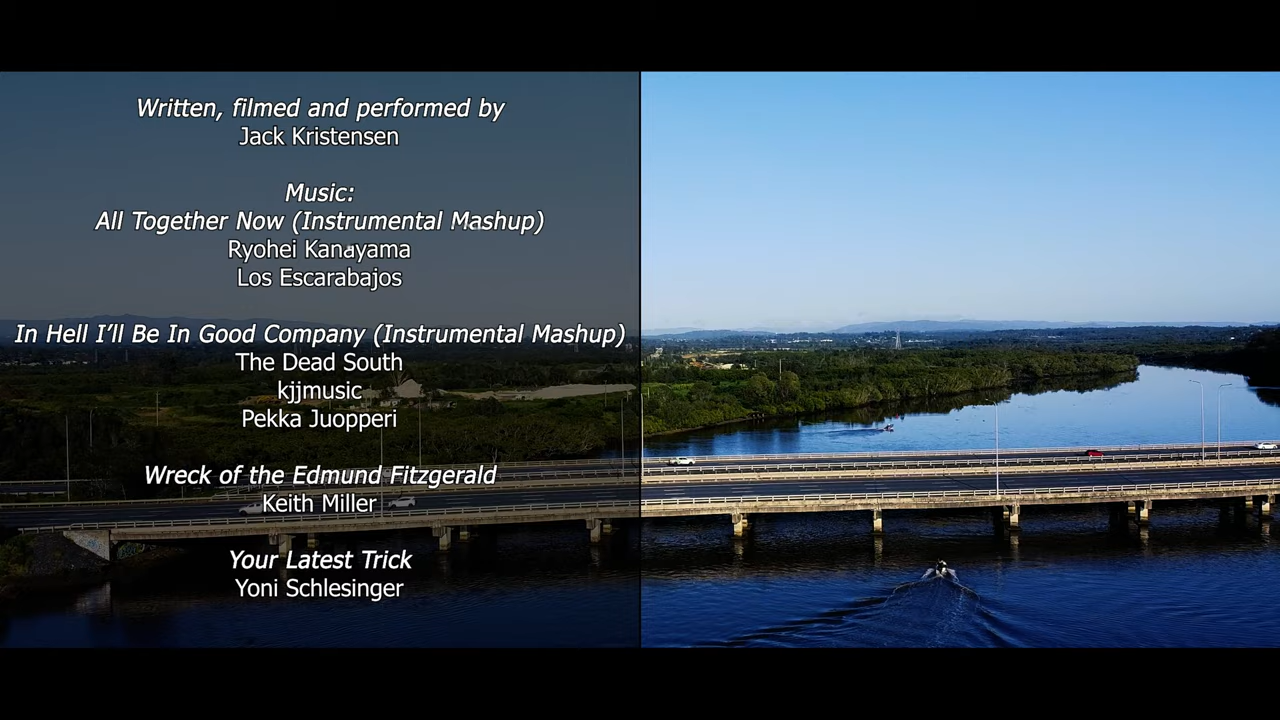 Written, filmed and performed by
Jack Kristensen
Music:
All Together Now (Instrumental Mashup)
Ryohei Kanayama
Los Escarabajos
In Hell I’ll Be In Good Company (Instrumental Mashup)
The Dead South
kjjmusic
Pekka Juopperi
Wreck of the Edmund Fitzgerald
Keith Miller
Your Latest Trick
Yoni Schlesinger